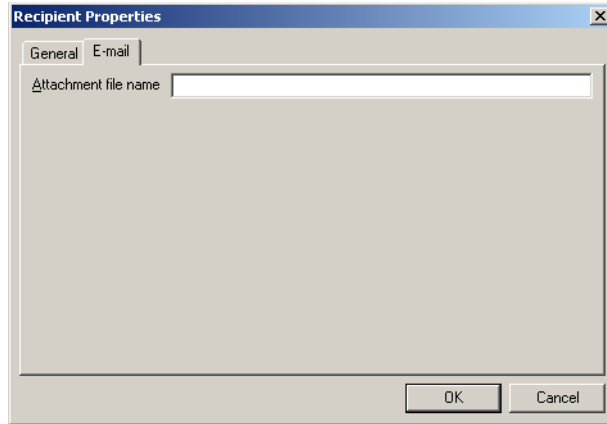 Recipient Properties
General E-mail
Attachment file name
OK Cancel